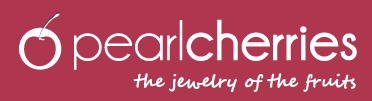 pearlcherries
the jewelry of the fruits